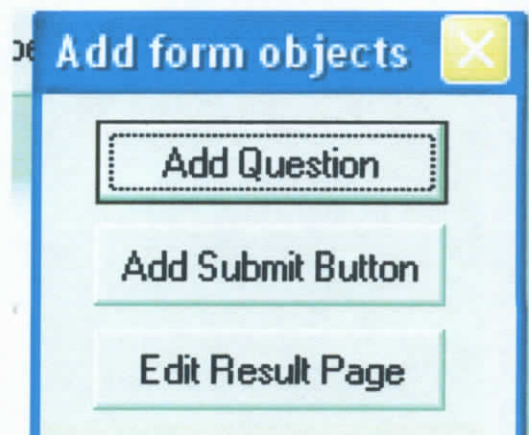 Add form objects
Add Question
Add Submit Button
Edit Result Page